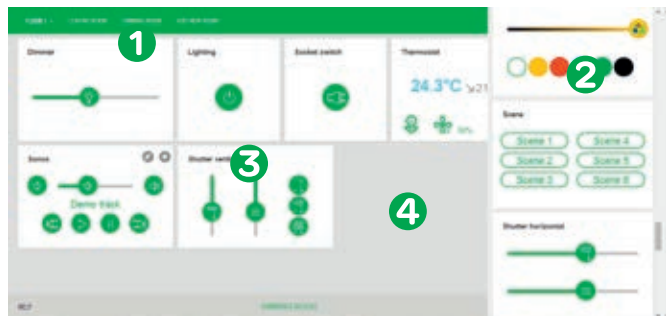 1
2
Dimmer
Lighting
Socket switch
Thermostat
24.3°C
Scene
Scene 1
Scene 4
Scene 2
Scene 5
Scene 3
Scene 6
Sonos
Shutter
3
Demo track
4
Shutter horizontal